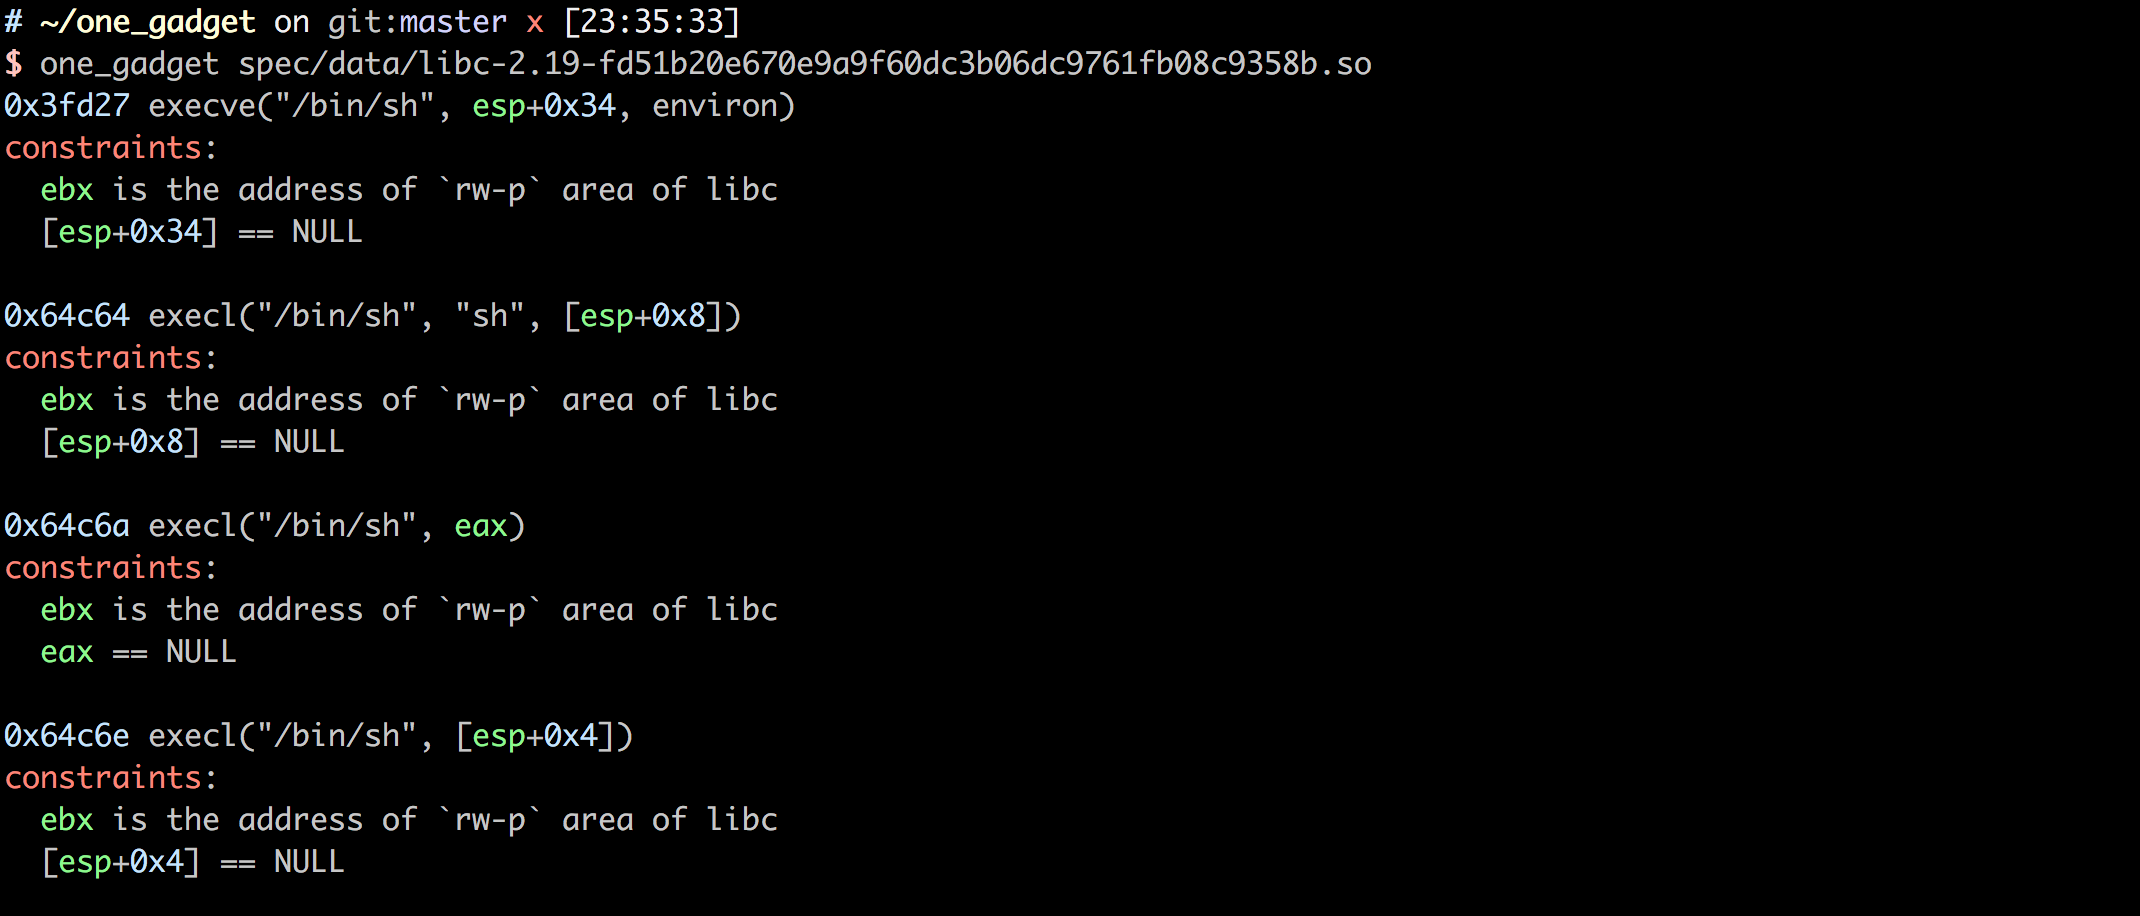 # ~/one_gadget on git:master x [23:35:33]
$ one_gadget spec/data/libc-2.19-fd51b20e670e9a9f60dc3b06dc9761fb08c9358b.so
0x3fd27 execve("/bin/sh", esp+0x34, environ)
constraints:
  ebx is the address of `rw-p` area of libc
  [esp+0x34] == NULL

0x64c64 execl("/bin/sh", "sh", [esp+0x8])
constraints:
  ebx is the address of `rw-p` area of libc
  [esp+0x8] == NULL

0x64c6a execl("/bin/sh", eax)
constraints:
  ebx is the address of `rw-p` area of libc
  eax == NULL

0x64c6e execl("/bin/sh", [esp+0x4])
constraints:
  ebx is the address of `rw-p` area of libc
  [esp+0x4] == NULL